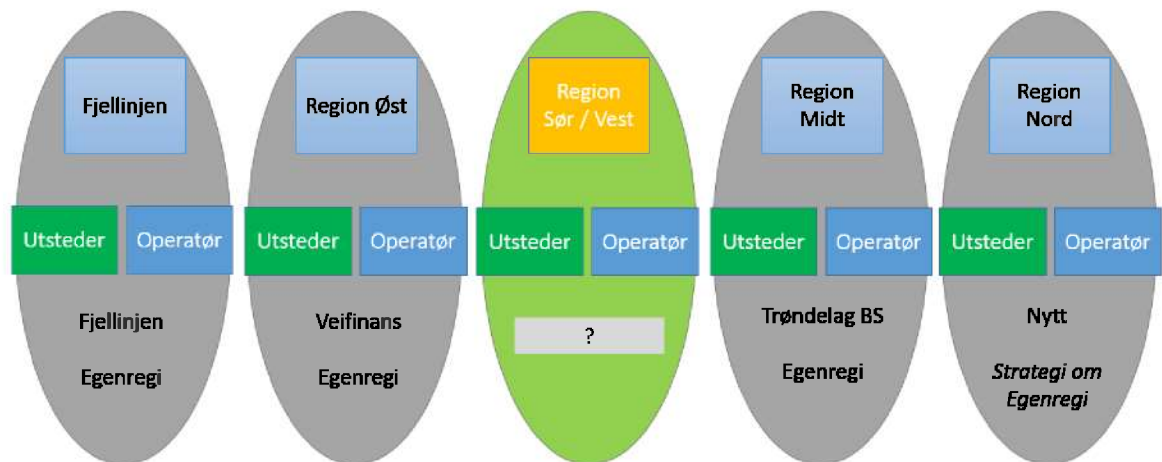 Fjellinjen
Region Øst
Region
Sør / Vest
Region
Midt
Region
Nord
Utsteder
Operatør
Utsteder
Operatør
Utsteder
Operatør
Utsteder
Operatør
Utsteder
Operatør
Fjellinjen
Egenregi
Veifinans
Egenregi
?
Trøndelag BS
Egenregi
Nytt
Strategi om
Egenregi